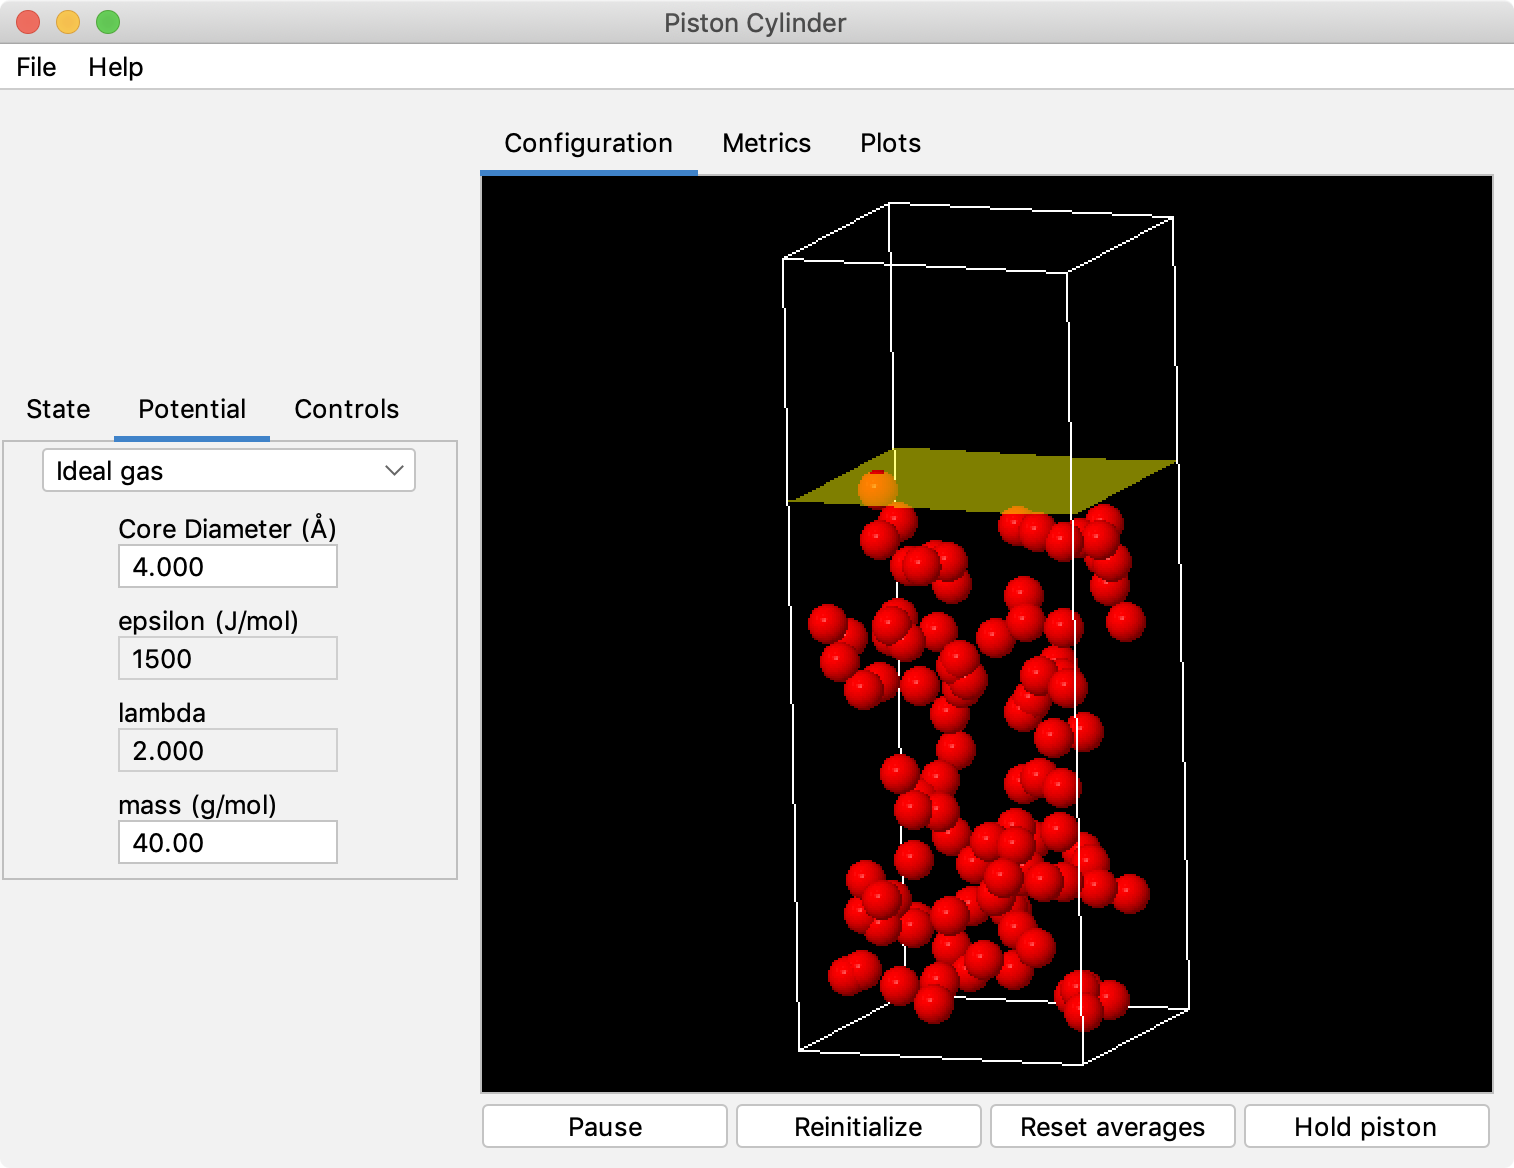 Piston Cylinder
File Help
Configuration Metrics Plots
State Potential Controls
Ideal gas
Core Diameter (Å)
4.000
epsilon (J/mol)
1500
lambda
2.000
mass (g/mol)
40.00
Pause Reinitialize Reset averages Hold piston